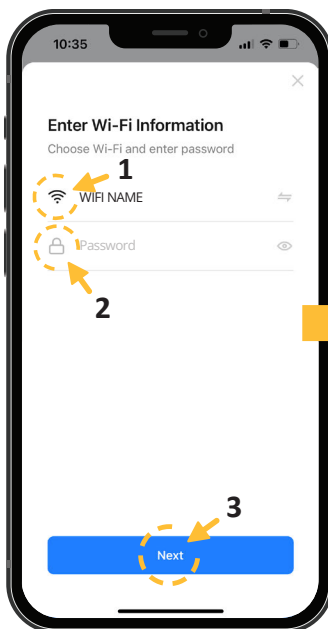 10:35
Enter Wi-Fi Information
Choose Wi-Fi and enter password
1
WIFI NAME
Password
2
3
Next